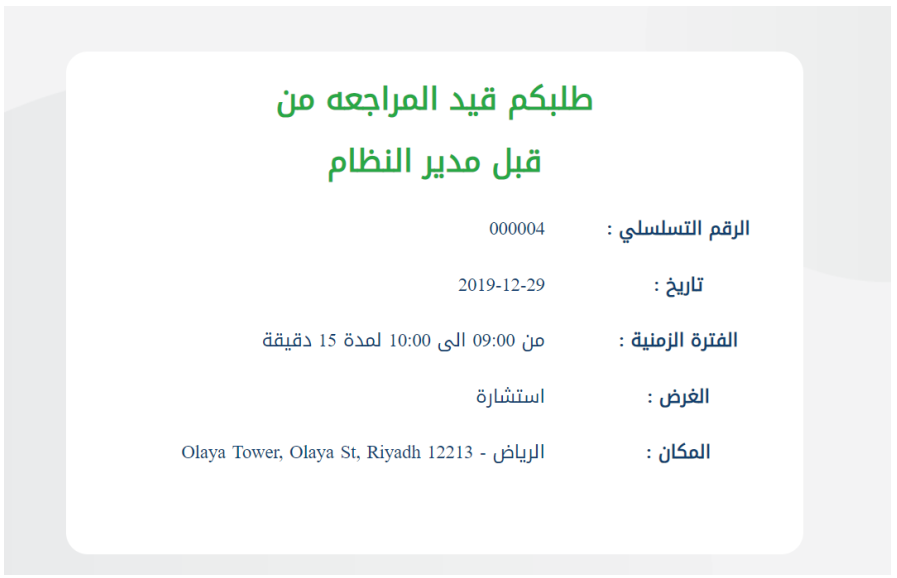 طلبكم قيد المراجعه من
قبل مدير النظام
الرقم التسلسلي : 000004
تاريخ : 2019-12-29
الفترة الزمنية : من 09:00 الى 10:00 لمدة 15 دقيقة
الغرض : استشارة
المكان : الرياض - Olaya Tower, Olaya St, Riyadh 12213